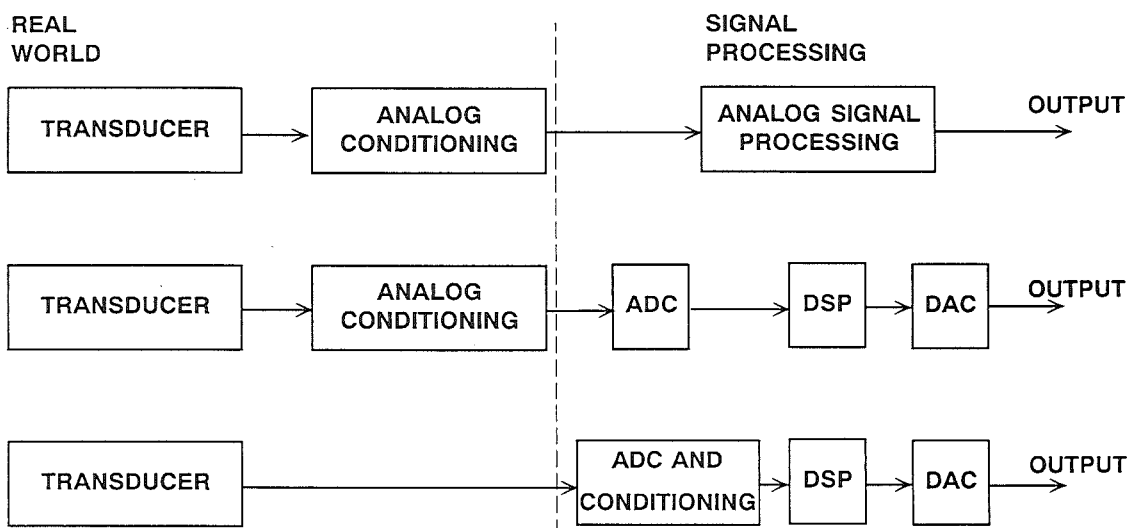 REAL
WORLD
SIGNAL
PROCESSING
TRANSDUCER
ANALOG
CONDITIONING
ANALOG SIGNAL
PROCESSING
OUTPUT
TRANSDUCER
ANALOG
CONDITIONING
ADC
DSP
DAC
OUTPUT
TRANSDUCER
ADC AND
CONDITIONING
DSP
DAC
OUTPUT